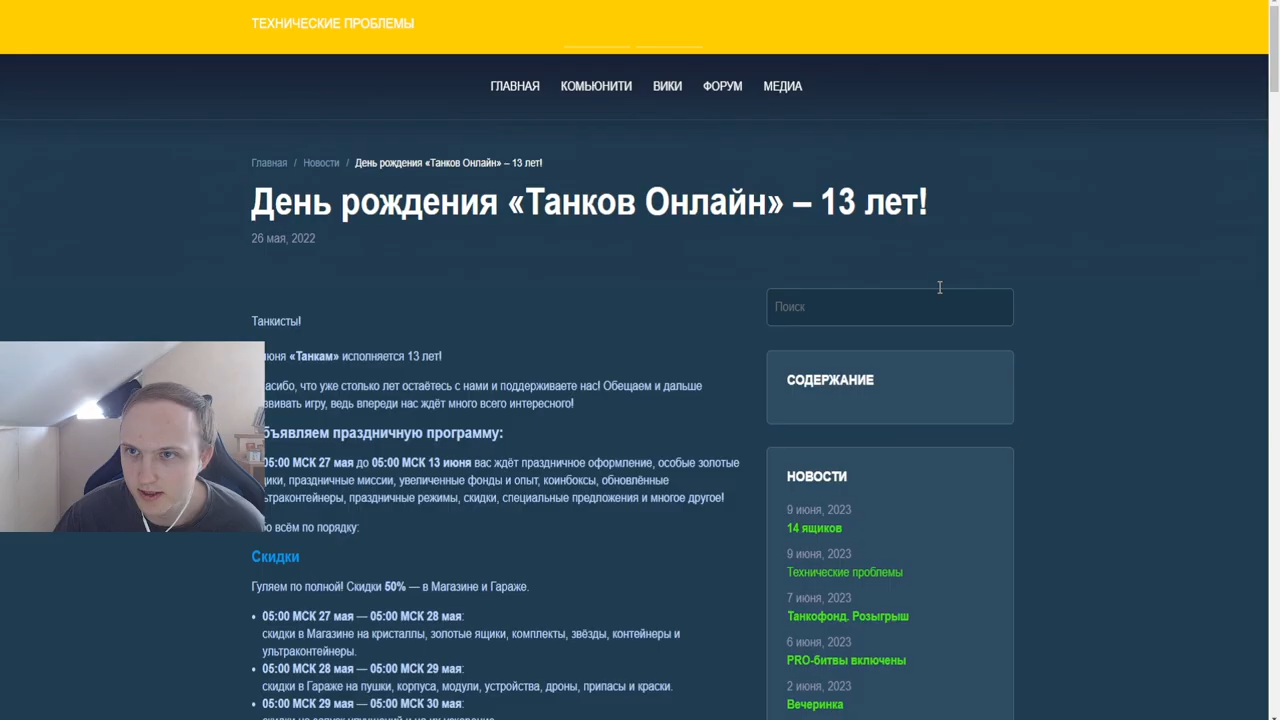 ТЕХНИЧЕСКИЕ ПРОБЛЕМЫ
ГЛАВНАЯ КОМЬЮНИТИ ВИКИ ФОРУМ МЕДИА
Главная / Новости / День рождения «Танков Онлайн» – 13 лет!
День рождения «Танков Онлайн» – 13 лет!
26 мая, 2022
Танкисты!
«Танкам» исполняется 13 лет!
что уже столько лет остаётесь с нами и поддерживаете нас! Обещаем и дальше
игру, ведь впереди нас ждёт много всего интересного!
праздничную программу:
05:00 МСК 27 мая до 05:00 МСК 13 июня вас ждёт праздничное оформление, особые золотые
праздничные миссии, увеличенные фонды и опыт, коинбоксы, обновлённые
праздничные режимы, скидки, специальные предложения и многое другое!
всём по порядку:
Скидки
Гуляем по полной! Скидки 50% — в Магазине и Гараже.
• 05:00 МСК 27 мая — 05:00 МСК 28 мая:
скидки в Магазине на кристаллы, золотые ящики, комплекты, звёзды, контейнеры и
ультраконтейнеры.
• 05:00 МСК 28 мая — 05:00 МСК 29 мая:
скидки в Гараже на пушки, корпуса, модули, устройства, дроны, припасы и краски.
• 05:00 МСК 29 мая — 05:00 МСК 30 мая:
Поиск
СОДЕРЖАНИЕ
НОВОСТИ
9 июня, 2023
14 ящиков
9 июня, 2023
Технические проблемы
7 июня, 2023
Танкофонд. Розыгрыш
6 июня, 2023
PRO-битвы включены
2 июня, 2023
Вечеринка